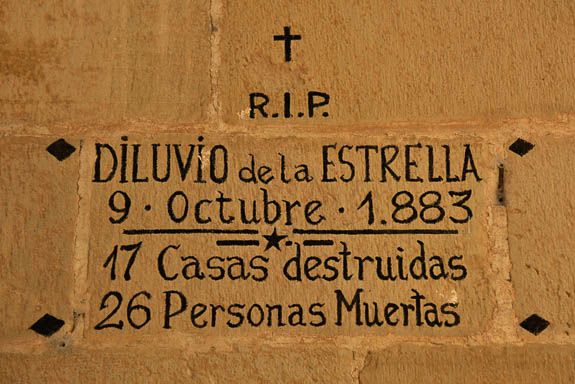 R.I.P.
DILUVIO de la ESTRELLA
9 · Octubre · 1.883
17 Casas destruidas
26 Personas Muertas